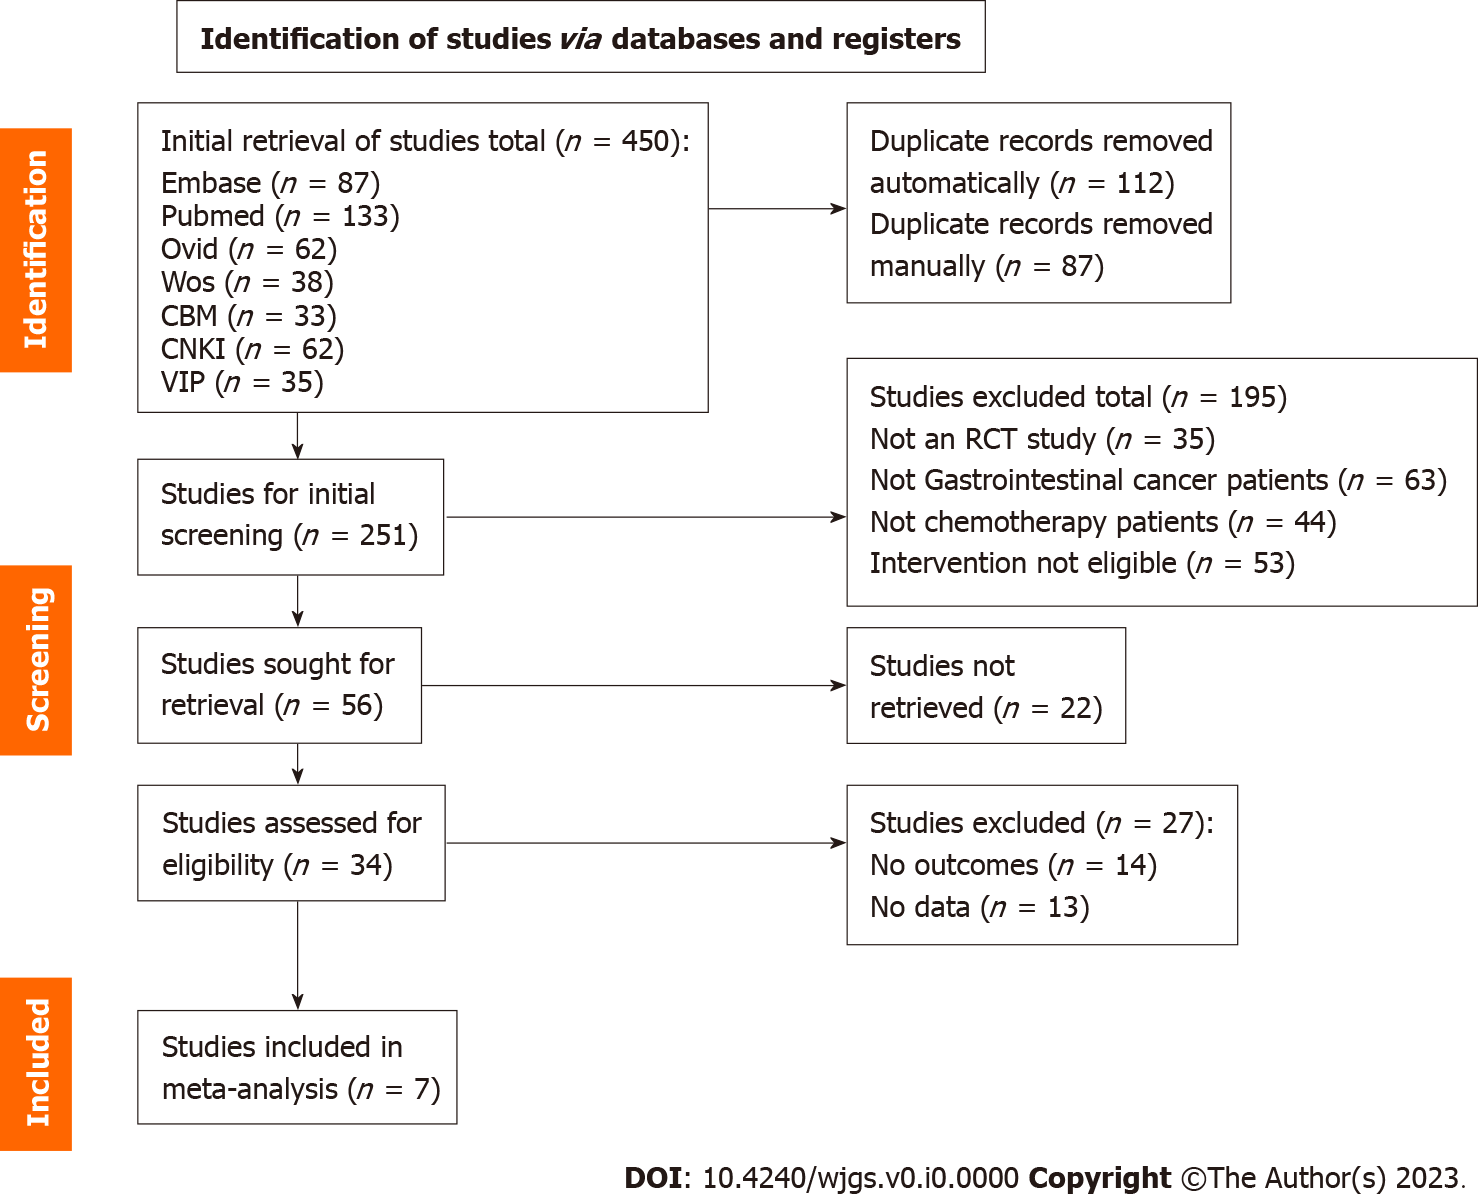 Identification of studies via databases and registers
Identification
Initial retrieval of studies total (n = 450):
Embase (n = 87)
Pubmed (n = 133)
Ovid (n = 62)
Wos (n = 38)
CBM (n = 33)
CNKI (n = 62)
VIP (n = 35)
Duplicate records removed
automatically (n = 112)
Duplicate records removed
manually (n = 87)
Screening
Studies for initial
screening (n = 251)
Studies excluded total (n = 195)
Not an RCT study (n = 35)
Not Gastrointestinal cancer patients (n = 63)
Not chemotherapy patients (n = 44)
Intervention not eligible (n = 53)
Studies sought for
retrieval (n = 56)
Studies not
retrieved (n = 22)
Studies assessed for
eligibility (n = 34)
Studies excluded (n = 27):
No outcomes (n = 14)
No data (n = 13)
Included
Studies included in
meta-analysis (n = 7)
DOI: 10.4240/wjgs.v0.i0.0000 Copyright ©The Author(s) 2023.